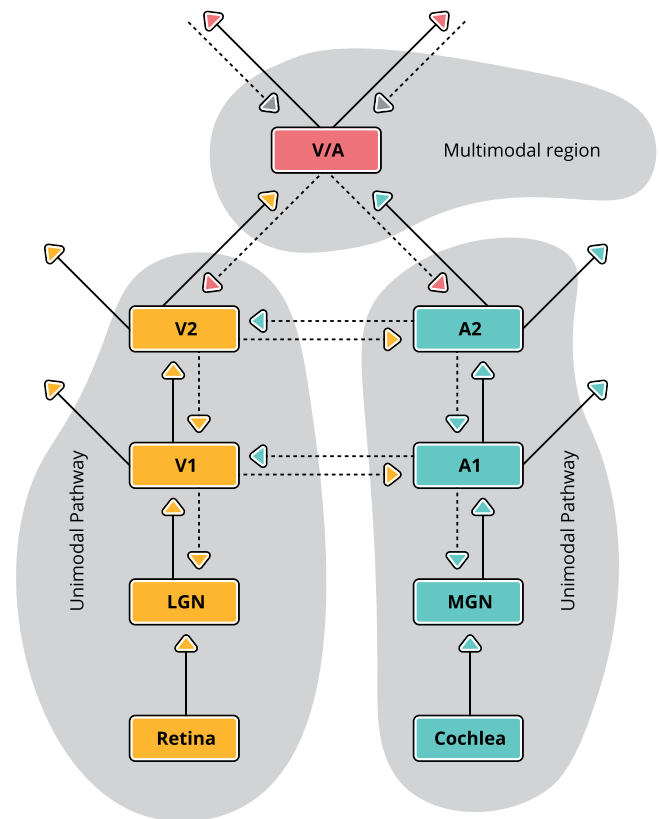 V/A
Multimodal region
V2
A2
V1
A1
Unimodal Pathway
Unimodal Pathway
LGN
MGN
Retina
Cochlea